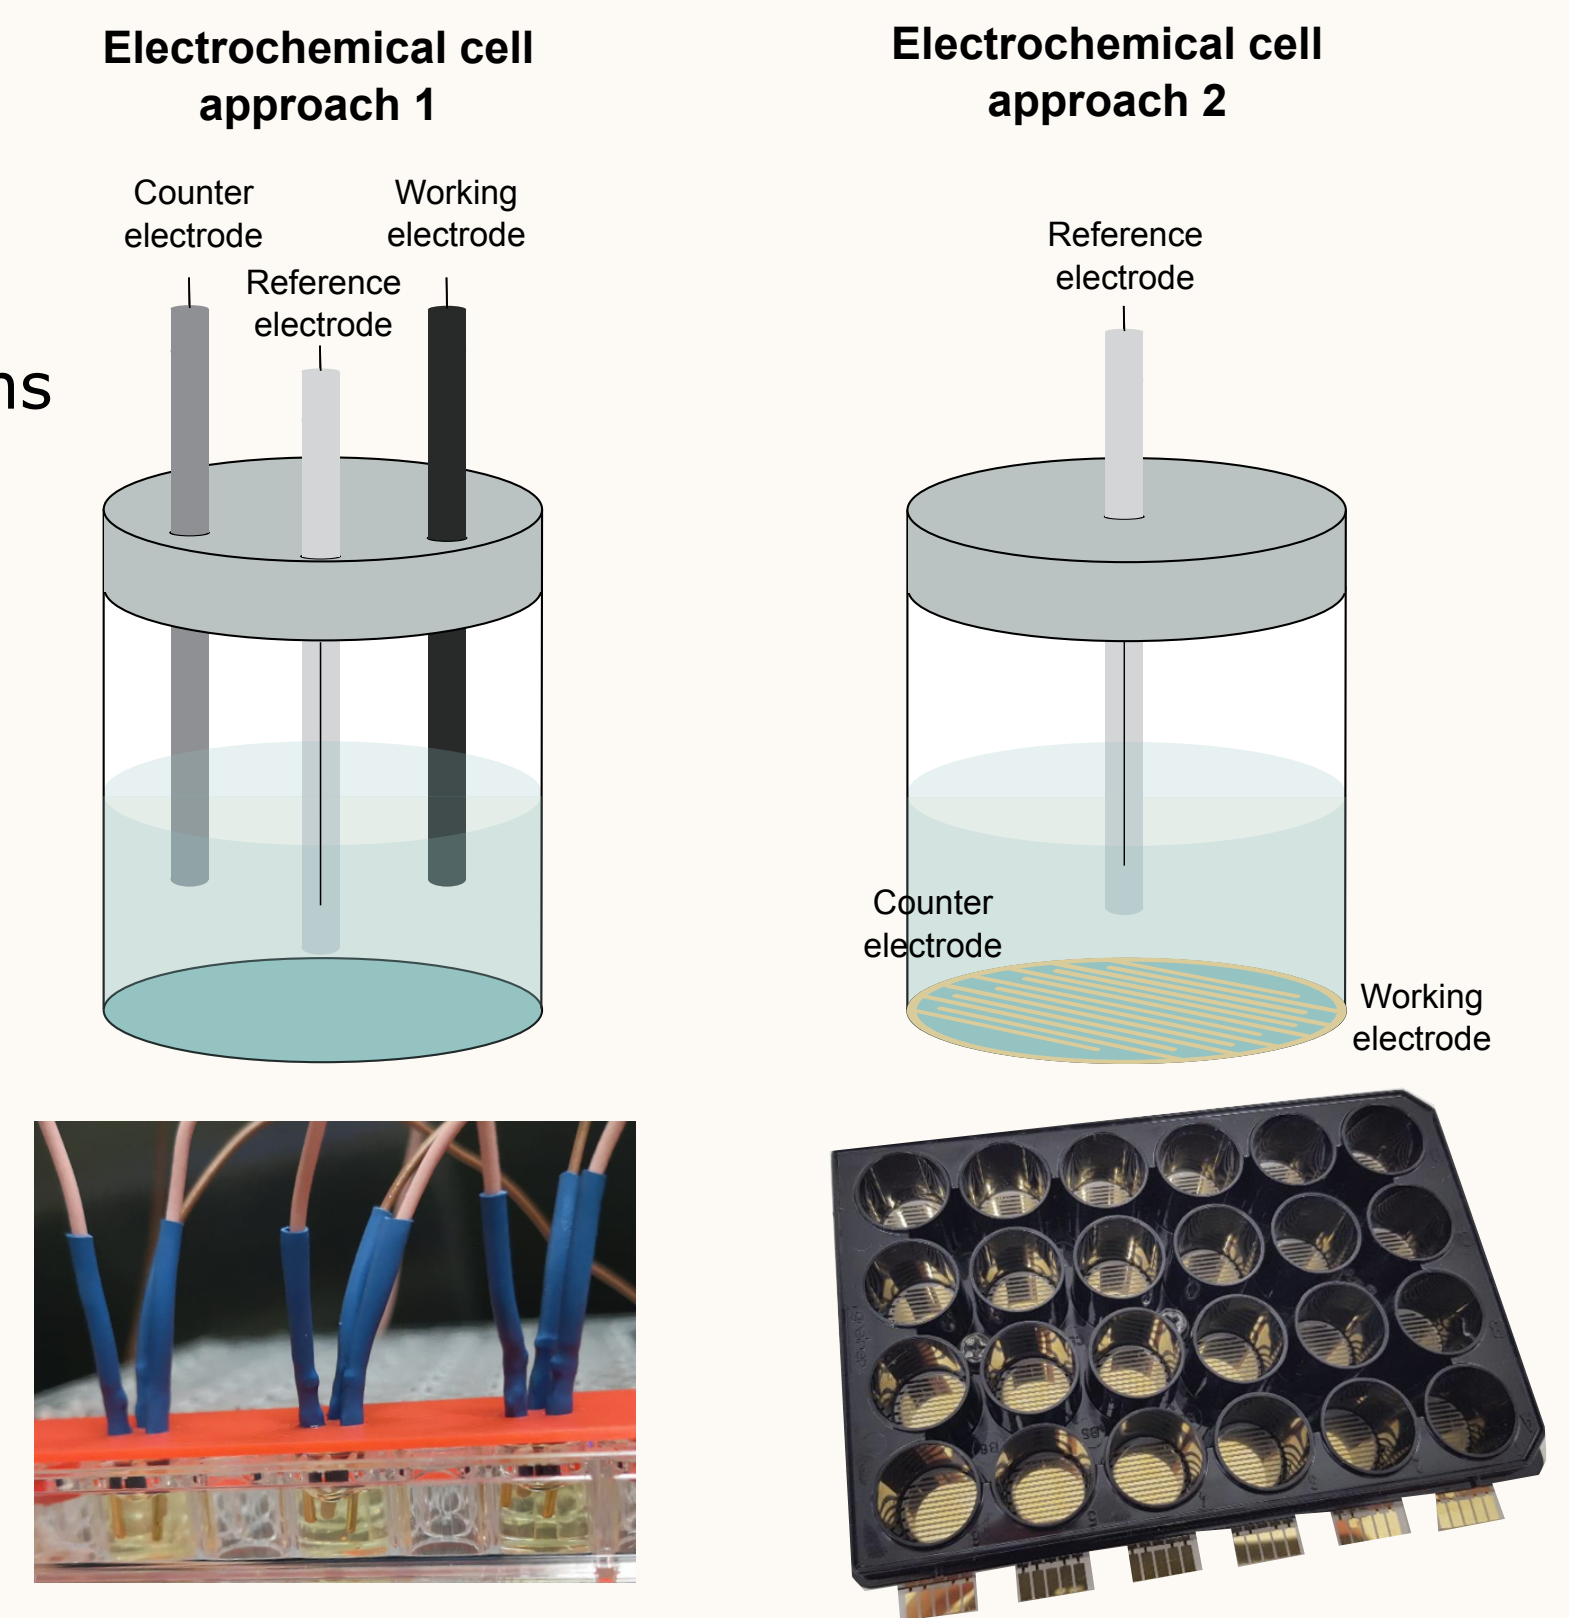 Electrochemical cell
approach 1
Counter
electrode
Working
electrode
Reference
electrode
ns
Electrochemical cell
approach 2
Reference
electrode
Counter
electrode
Working
electrode